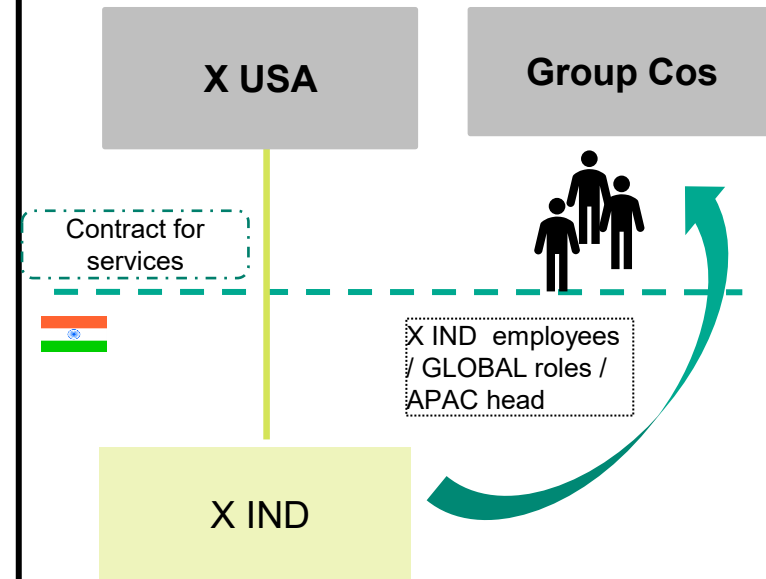 X USA
Group Cos
Contract for
services
X IND employees
/ GLOBAL roles /
APAC head
X IND